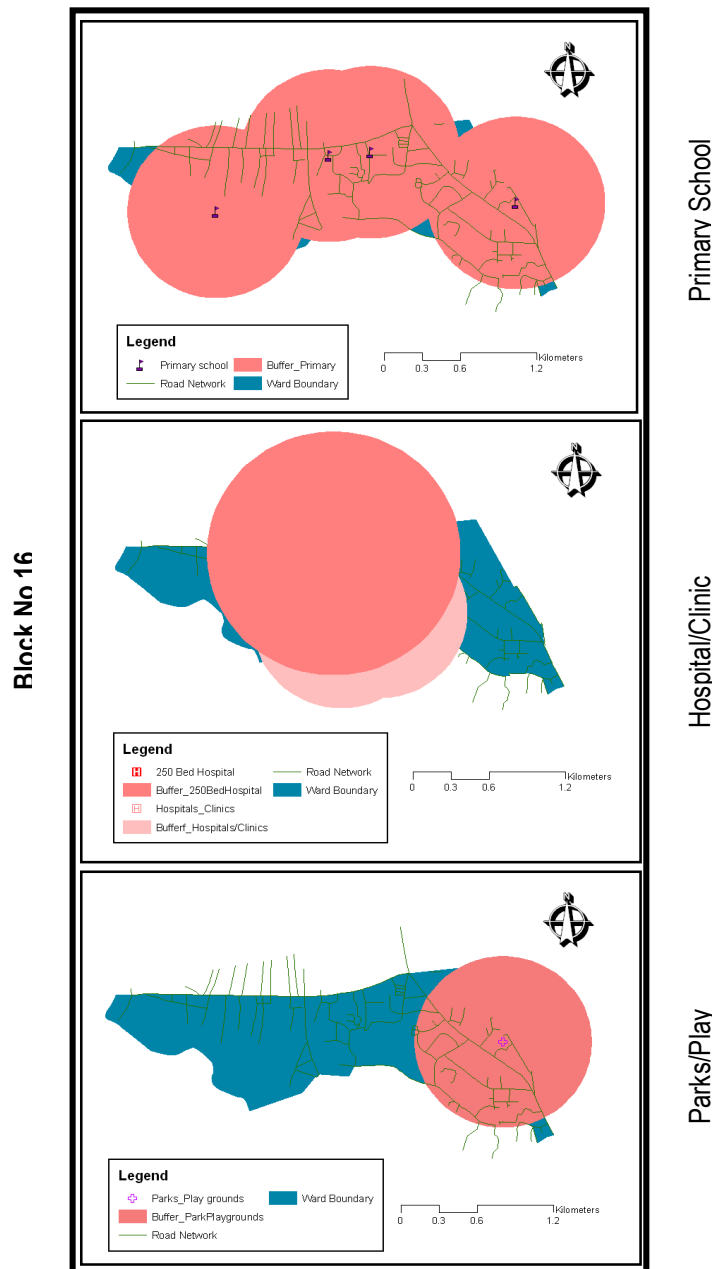 Block No 16
Primary School
N
Legend
Primary school
Buffer_Primary
Road Network
Ward Boundary
Kilometers
0 0.3 0.6 1.2
Hospital/Clinic
N
Legend
250 Bed Hospital
Road Network
Buffer_250BedHospital
Ward Boundary
Hospitals_Clinics
Bufferf_Hospitals/Clinics
Kilometers
0 0.3 0.6 1.2
Parks/Play
N
Legend
Parks_Play grounds
Ward Boundary
Buffer_ParkPlaygrounds
Road Network
Kilometers
0 0.3 0.6 1.2